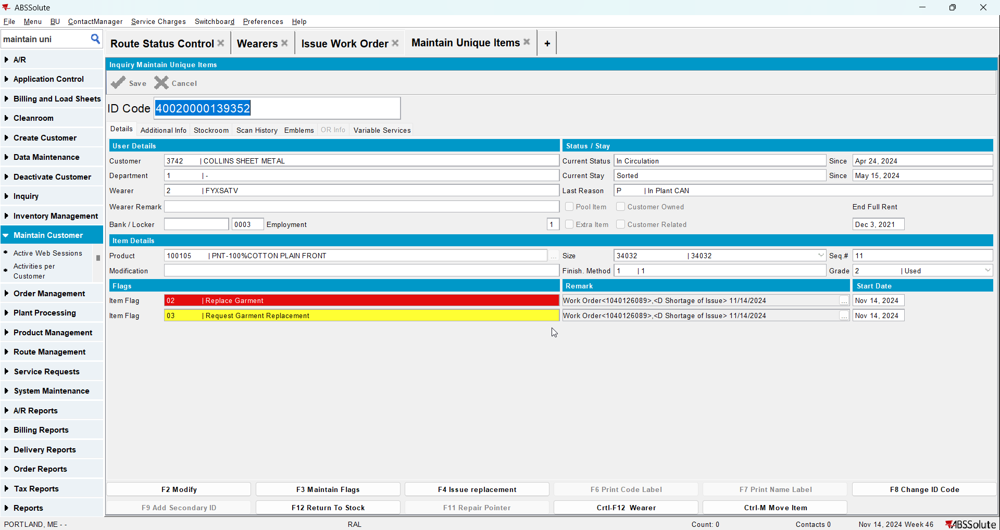 ABSSolute
File Menu BU ContactManager Service Charges Switchboard Preferences Help
maintain uni
Route Status Control Wearers Issue Work Order Maintain Unique Items +
A/R
Application Control
Billing and Load Sheets
Cleanroom
Create Customer
Data Maintenance
Deactivate Customer
Inquiry
Inventory Management
Maintain Customer
Active Web Sessions
Activities per
Customer
Order Management
Plant Processing
Product Management
Route Management
Service Requests
System Maintenance
A/R Reports
Billing Reports
Delivery Reports
Order Reports
Tax Reports
Reports
Inquiry Maintain Unique Items
Save Cancel
ID Code 40020000139352
Details Additional Info Stockroom Scan History Emblems OR Info Variable Services
User Details
Customer 3742 | COLLINS SHEET METAL
Department 1 | -
Wearer 2 | FYXSATV
Wearer Remark
Bank / Locker 0003 Employment 1
Status / Stay
Current Status In Circulation Since Apr 24, 2024
Current Stay Sorted Since May 15, 2024
Last Reason P | In Plant CAN
Pool Item Customer Owned End Full Rent
Extra Item Customer Related Dec 3, 2021
Item Details
Product 100105 | PNT-100%COTTON PLAIN FRONT ... Size 34032 | 34032 Seq.# 11
Modification Finish. Method 1 | 1 Grade 2 | Used
Flags Remark Start Date
Item Flag 02 | Replace Garment Work Order<1040126089>,<D Shortage of Issue> 11/14/2024 ... Nov 14, 2024
Item Flag 03 | Request Garment Replacement Work Order<1040126089>,<D Shortage of Issue> 11/14/2024 ... Nov 14, 2024
F2 Modify F3 Maintain Flags F4 Issue replacement F6 Print Code Label F7 Print Name Label F8 Change ID Code
F9 Add Secondary ID F12 Return To Stock F11 Repair Pointer Crtl-F12 Wearer Ctrl-M Move Item
PORTLAND, ME - - RAL Count: 0 Contacts 0 Nov 14, 2024 Week 46 ABSSolute